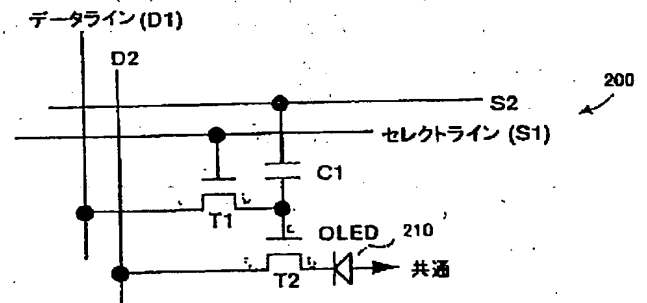 データライン (D1)
D2
200
S2
セレクトライン (S1)
C1
T1
OLED 210
T2
共通